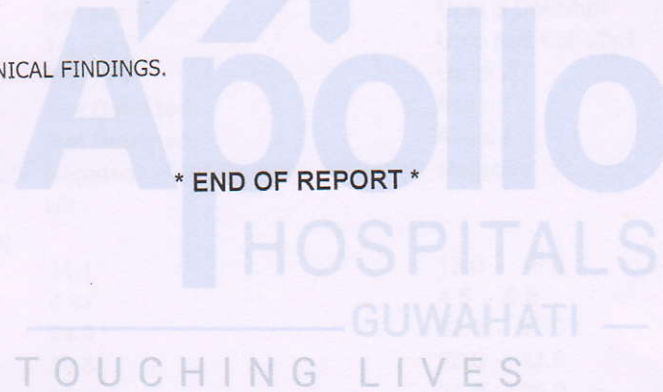 NICAL FINDINGS.
* END OF REPORT *
Apollo
HOSPITALS
GUWAHATI
TOUCHING LIVES